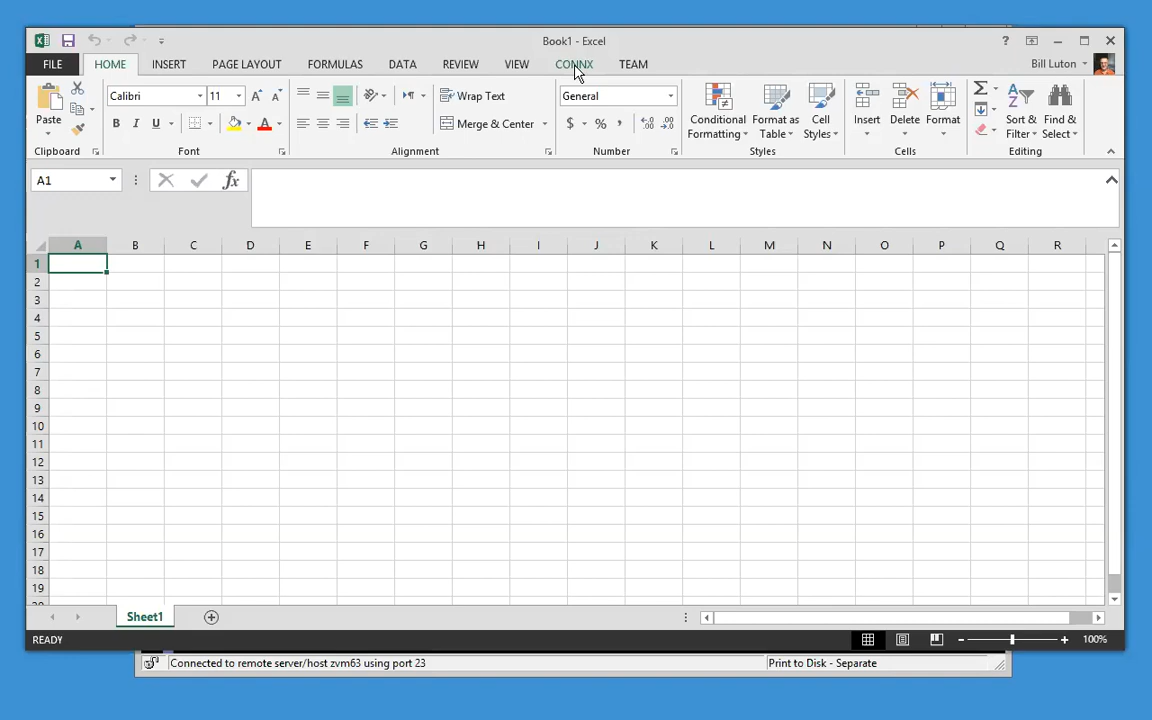 Book1 - Excel
?
FILE HOME INSERT PAGE LAYOUT FORMULAS DATA REVIEW VIEW CONNX TEAM Bill Luton
Paste
Calibri 11 A A
B I U A
Wrap Text
Merge & Center
General
$ % , .00 .00
Conditional Formatting
Format as Table
Cell Styles
Insert
Delete
Format
Sort & Filter
Find & Select
Clipboard Font Alignment Number Styles Cells Editing
A1 fx
A B C D E F G H I J K L M N O P Q R
1
2
3
4
5
6
7
8
9
10
11
12
13
14
15
16
17
18
19
Sheet1
READY 100%
Connected to remote server/host zvm63 using port 23 Print to Disk - Separate